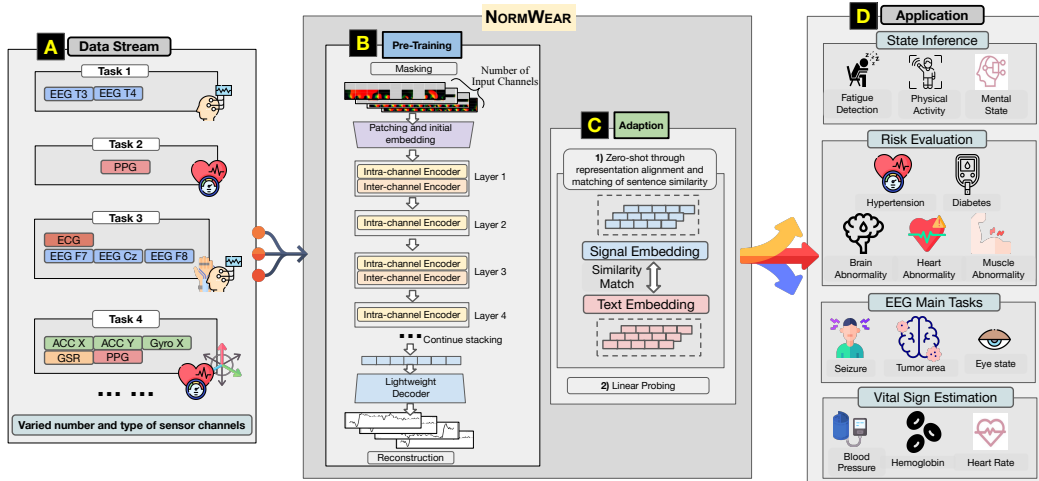 NORMWEAR
A
Data Stream
Task 1
EEG T3
EEG T4
Task 2
PPG
Task 3
ECG
EEG F7
EEG Cz
EEG F8
Task 4
ACC X
ACC Y
Gyro X
GSR
PPG
... ...
Varied number and type of sensor channels
B
Pre-Training
Masking
Number of
Input Channels
Patching and initial
embedding
Intra-channel Encoder
Inter-channel Encoder
Layer 1
Intra-channel Encoder
Layer 2
Intra-channel Encoder
Inter-channel Encoder
Layer 3
Intra-channel Encoder
Layer 4
...
Continue stacking
Lightweight
Decoder
Reconstruction
C
Adaption
1) Zero-shot through
representation alignment and
matching of sentence similarity
Signal Embedding
Similarity
Match
Text Embedding
2) Linear Probing
D
Application
State Inference
Fatigue
Detection
Physical
Activity
Mental
State
Risk Evaluation
Hypertension
Diabetes
Brain
Abnormality
Heart
Abnormality
Muscle
Abnormality
EEG Main Tasks
Seizure
Tumor area
Eye state
Vital Sign Estimation
Blood
Pressure
Hemoglobin
Heart Rate